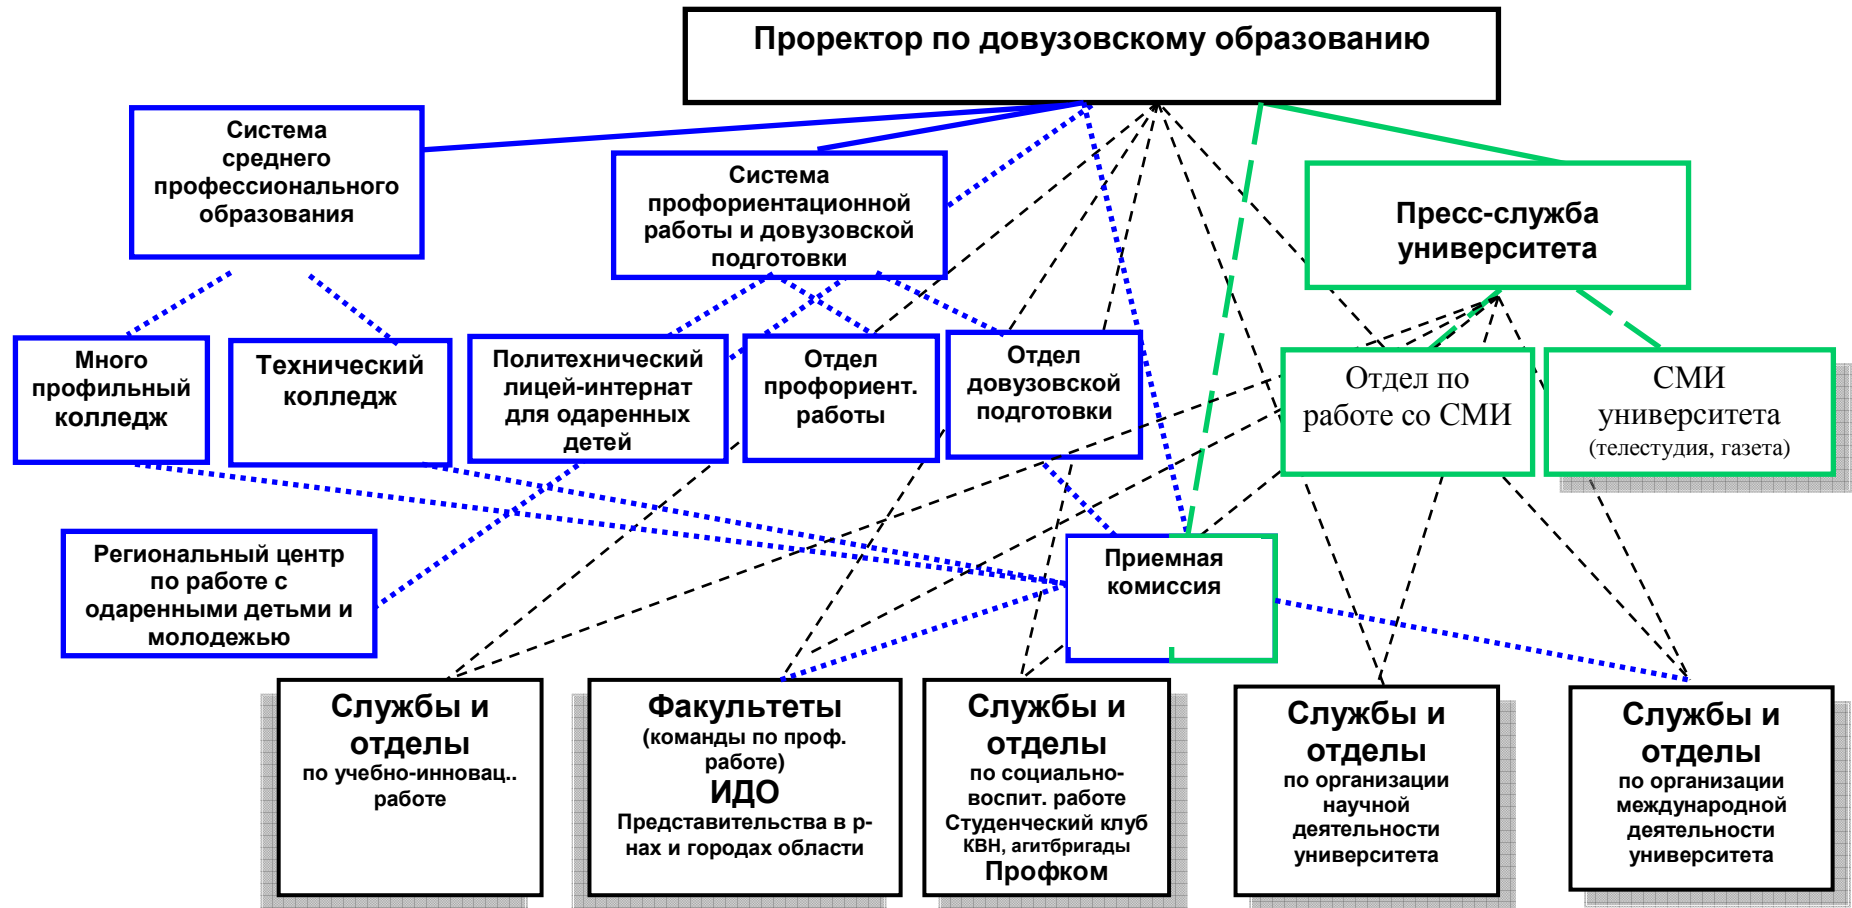 Проректор по довузовскому образованию
Система
среднего
профессионального
образования
Система
профориентационной
работы и довузовской
подготовки
Пресс-служба
университета
Много
профильный
колледж
Технический
колледж
Политехнический
лицей-интернат
для одаренных
детей
Отдел
профориент.
работы
Отдел
довузовской
подготовки
Отдел по
работе со СМИ
СМИ
университета
(телестудия, газета)
Региональный центр
по работе с
одаренными детьми и
молодежью
Приемная
комиссия
Службы и
отделы
по учебно-инновац..
работе
Факультеты
(команды по проф.
работе)
ИДО
Представительства в р-
нах и городах области
Службы и
отделы
по социально-
воспит. работе
Студенческий клуб
КВН, агитбригады
Профком
Службы и
отделы
по организации
научной
деятельности
университета
Службы и
отделы
по организации
международной
деятельности
университета